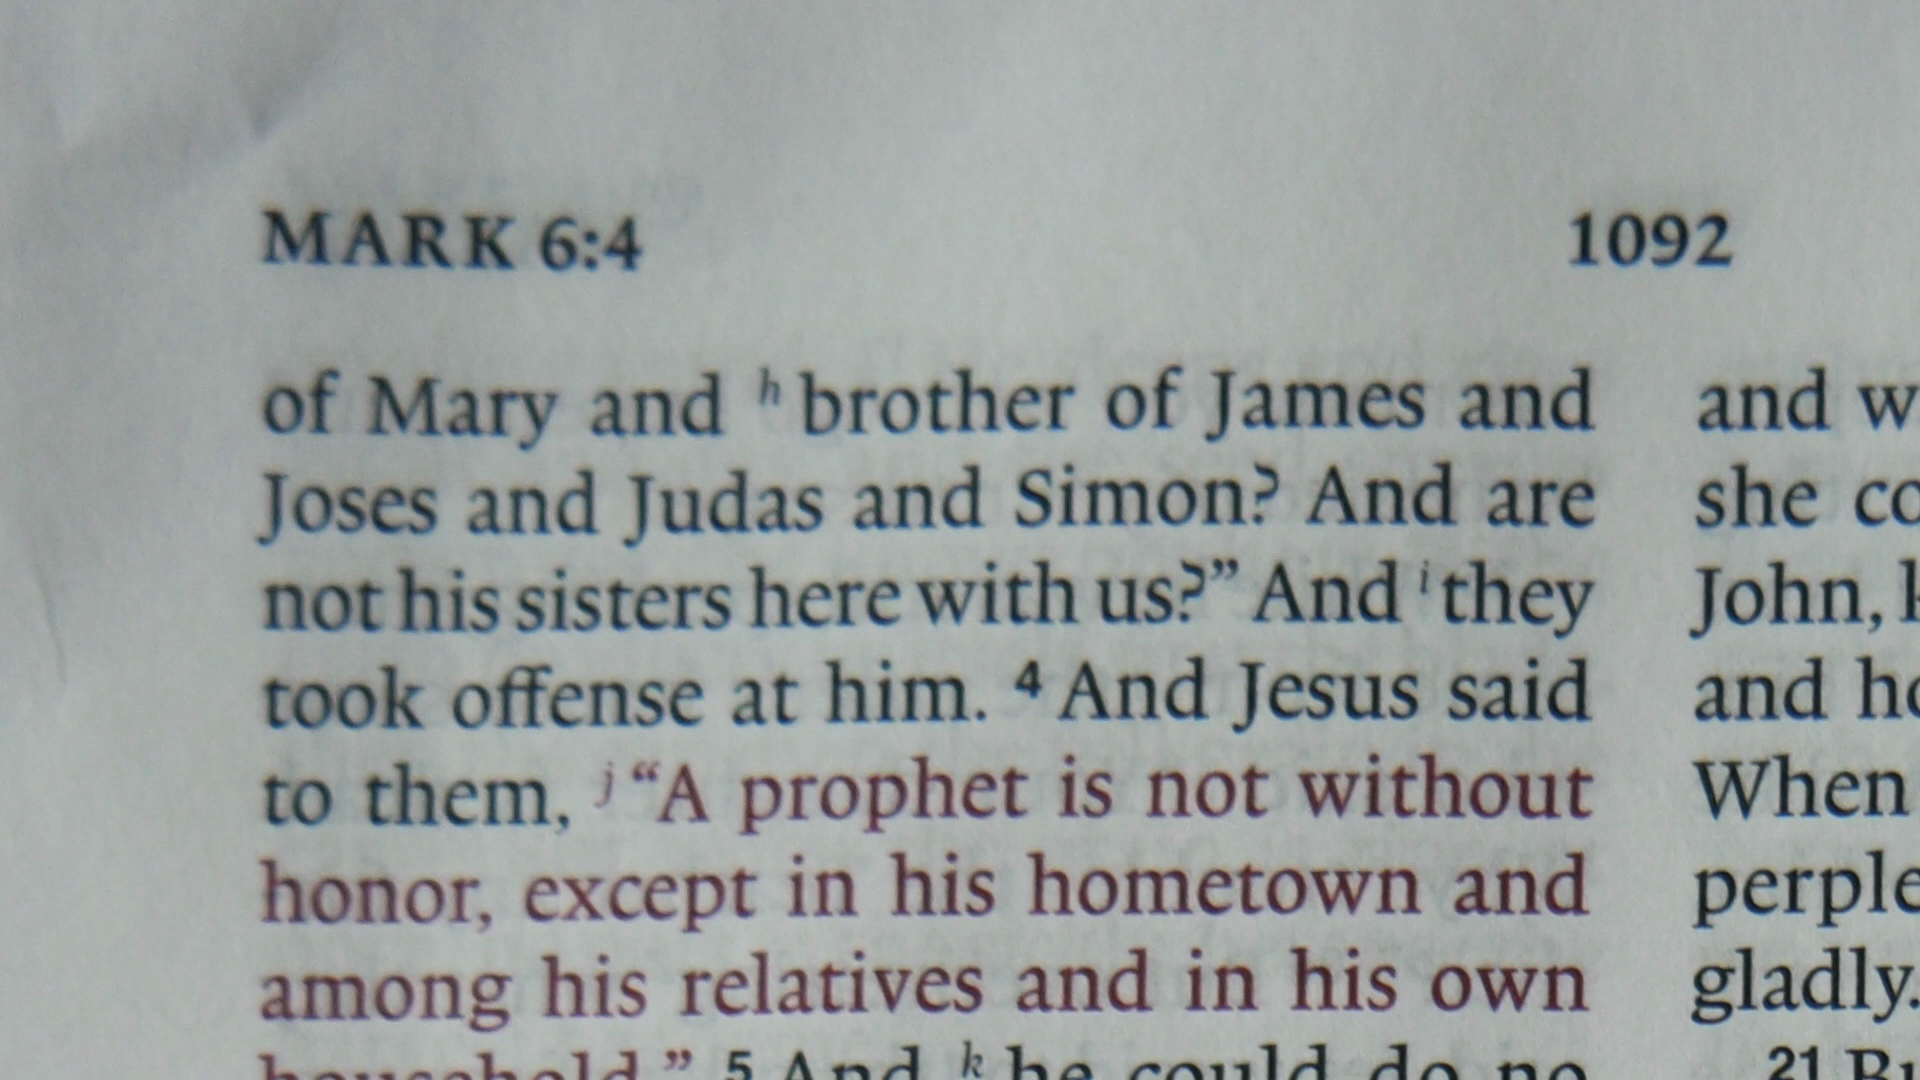 MARK 6:4
1092
of Mary and h brother of James and
Joses and Judas and Simon? And are
not his sisters here with us?” And i they
took offense at him. 4 And Jesus said
to them, j “A prophet is not without
honor, except in his hometown and
among his relatives and in his own
household.” 5 And k he could do no
and
she
John,
and
When
gladly.
21